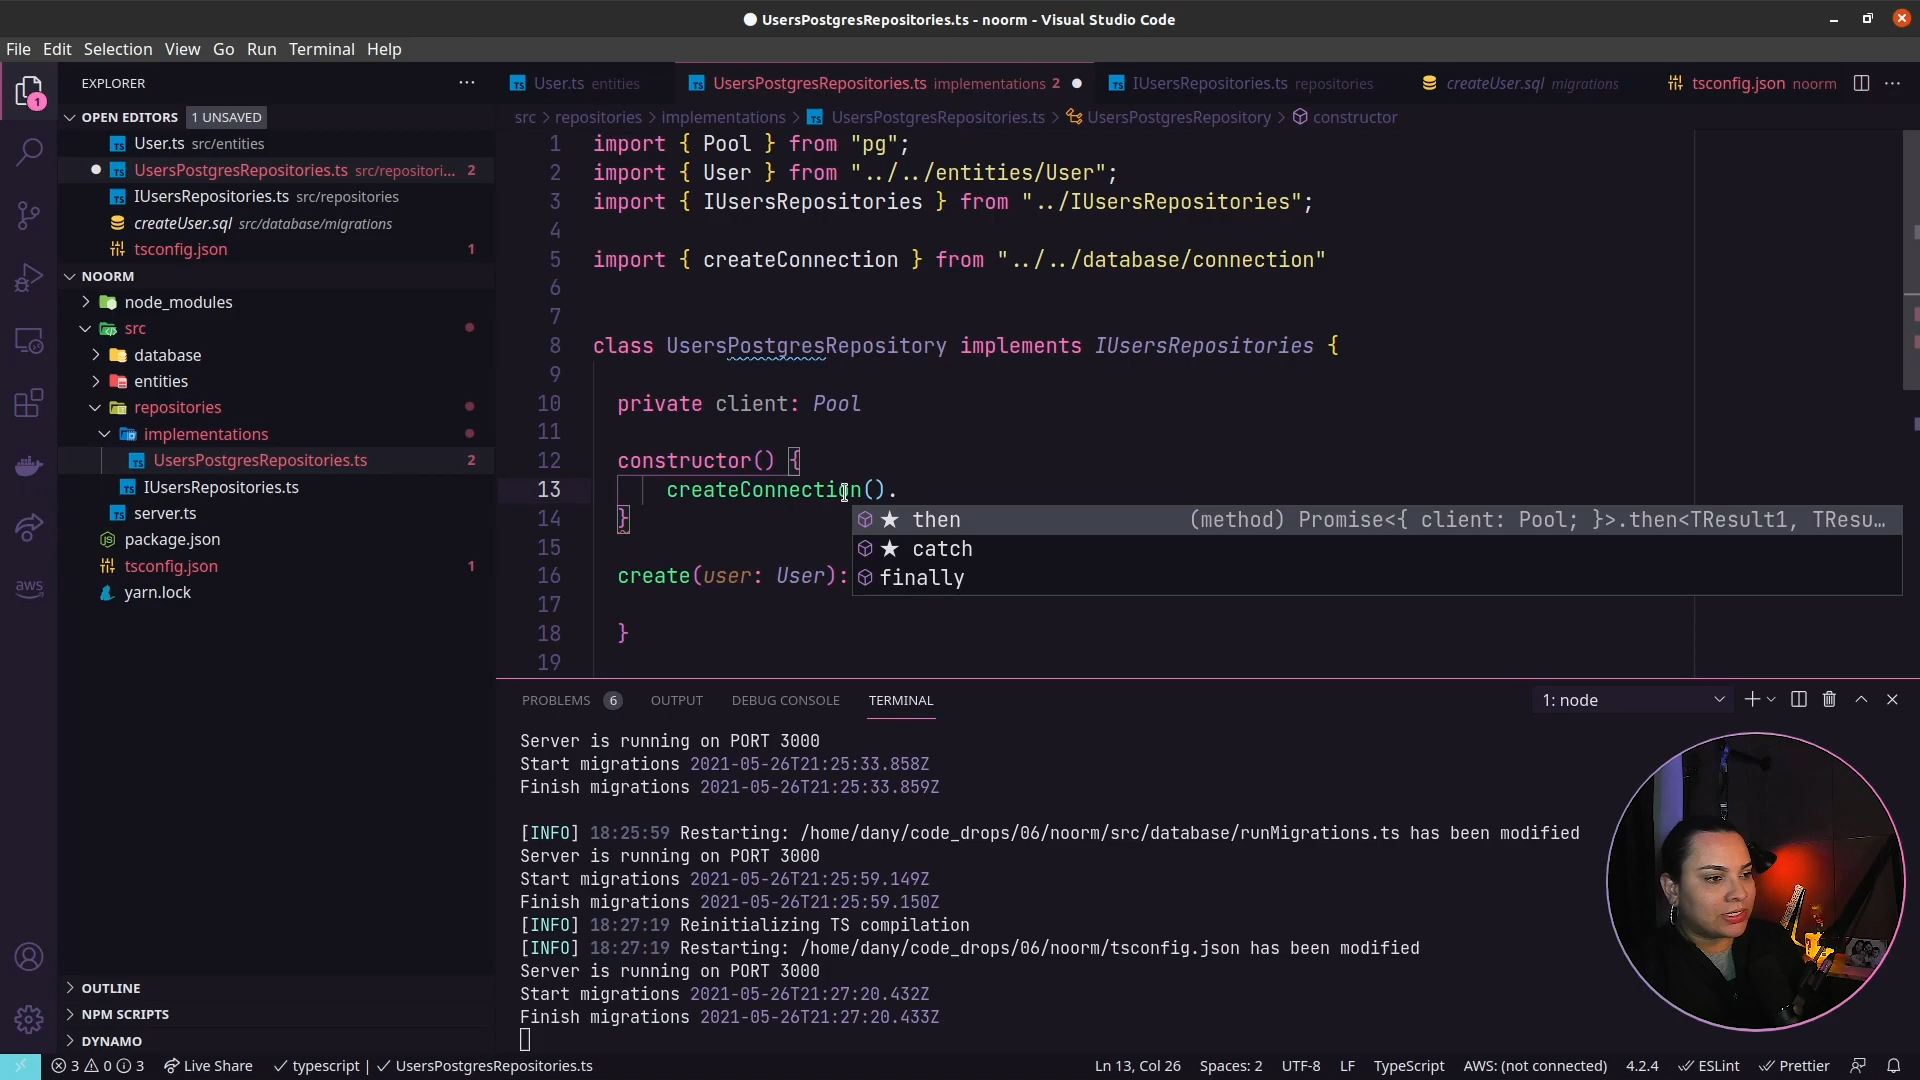 UsersPostgresRepositories.ts - noorm - Visual Studio Code
File Edit Selection View Go Run Terminal Help
EXPLORER
OPEN EDITORS 1 UNSAVED
User.ts src/entities
UsersPostgresRepositories.ts src/repositori... 2
IUsersRepositories.ts src/repositories
createUser.sql src/database/migrations
tsconfig.json 1
NOORM
node_modules
src
database
entities
repositories
implementations
UsersPostgresRepositories.ts 2
IUsersRepositories.ts
server.ts
package.json
tsconfig.json 1
yarn.lock
OUTLINE
NPM SCRIPTS
DYNAMO
1
aws
User.ts entities UsersPostgresRepositories.ts implementations 2 IUsersRepositories.ts repositories createUser.sql migrations tsconfig.json noorm
src > repositories > implementations > UsersPostgresRepositories.ts > UsersPostgresRepository > constructor
1 import { Pool } from "pg";
2 import { User } from "../../entities/User";
3 import { IUsersRepositories } from "../IUsersRepositories";
4
5 import { createConnection } from "../../database/connection"
6
7
8 class UsersPostgresRepository implements IUsersRepositories {
9
10 private client: Pool
11
12 constructor() {
13 createConnection().
14 }
15
16 create(user: User):
17
18 }
19
then (method) Promise<{ client: Pool; }>.then<TResult1, TResu...
catch
finally
PROBLEMS 6 OUTPUT DEBUG CONSOLE TERMINAL 1: node
Server is running on PORT 3000
Start migrations 2021-05-26T21:25:33.858Z
Finish migrations 2021-05-26T21:25:33.859Z
[INFO] 18:25:59 Restarting: /home/dany/code_drops/06/noorm/src/database/runMigrations.ts has been modified
Server is running on PORT 3000
Start migrations 2021-05-26T21:25:59.149Z
Finish migrations 2021-05-26T21:25:59.150Z
[INFO] 18:27:19 Reinitializing TS compilation
[INFO] 18:27:19 Restarting: /home/dany/code_drops/06/noorm/tsconfig.json has been modified
Server is running on PORT 3000
Start migrations 2021-05-26T21:27:20.432Z
Finish migrations 2021-05-26T21:27:20.433Z
3 0 3 Live Share typescript | UsersPostgresRepositories.ts Ln 13, Col 26 Spaces: 2 UTF-8 LF TypeScript AWS: (not connected) 4.2.4 ESLint Prettier